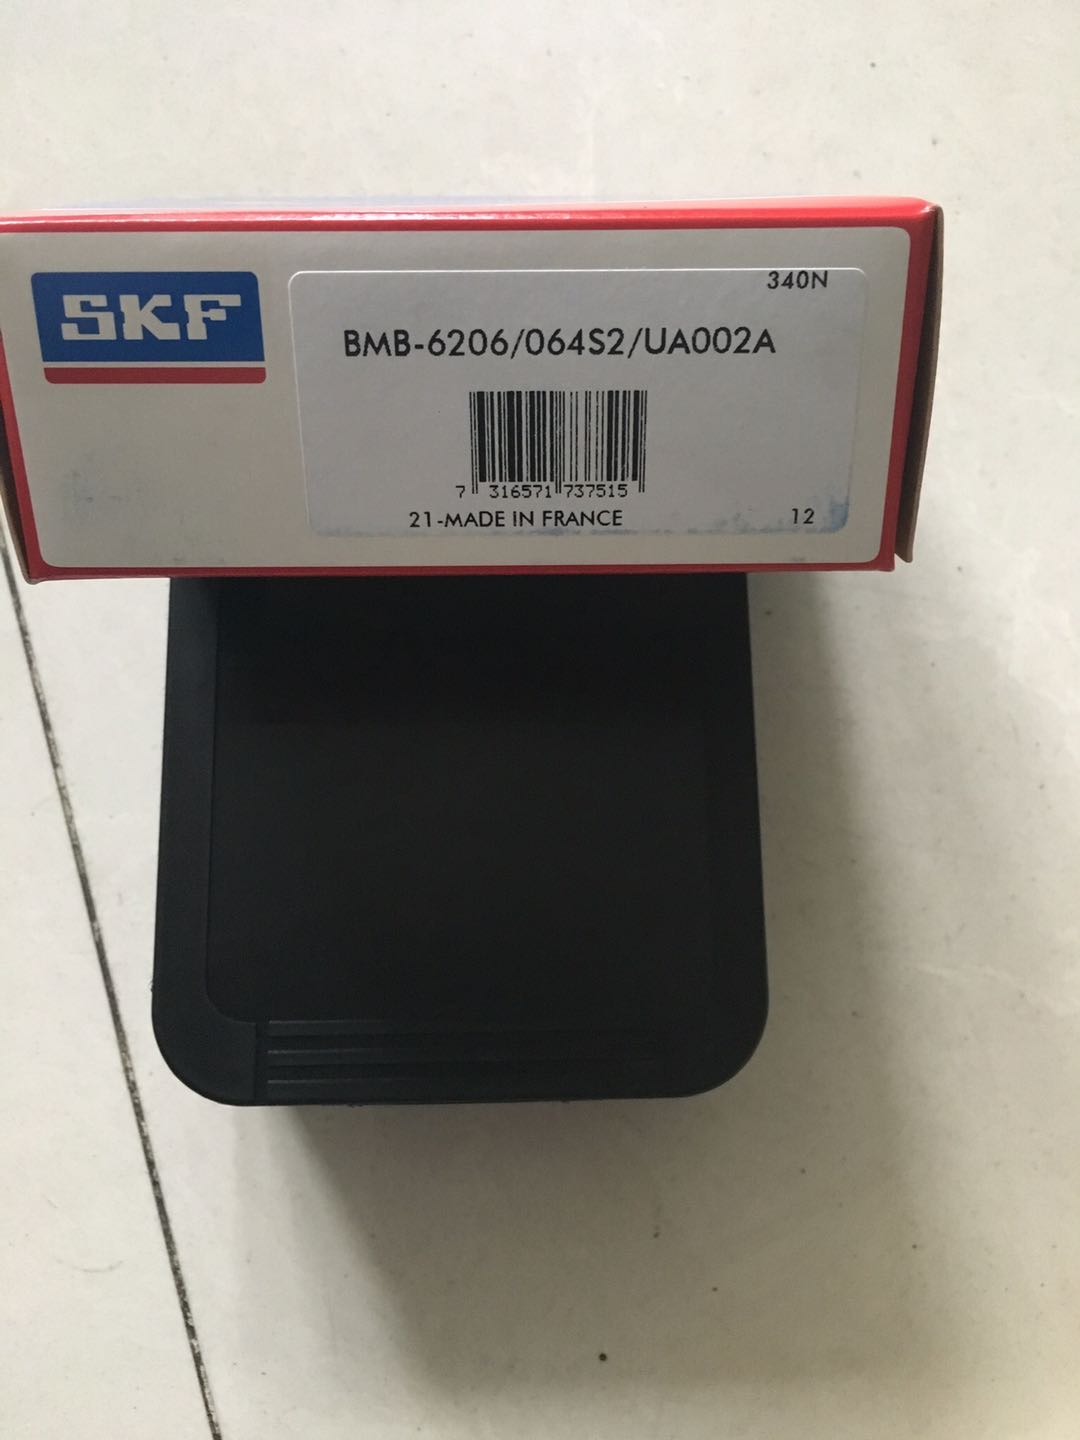 SKF
340N
BMB-6206/064S2/UA002A
7 316571 737515
21-MADE IN FRANCE
12